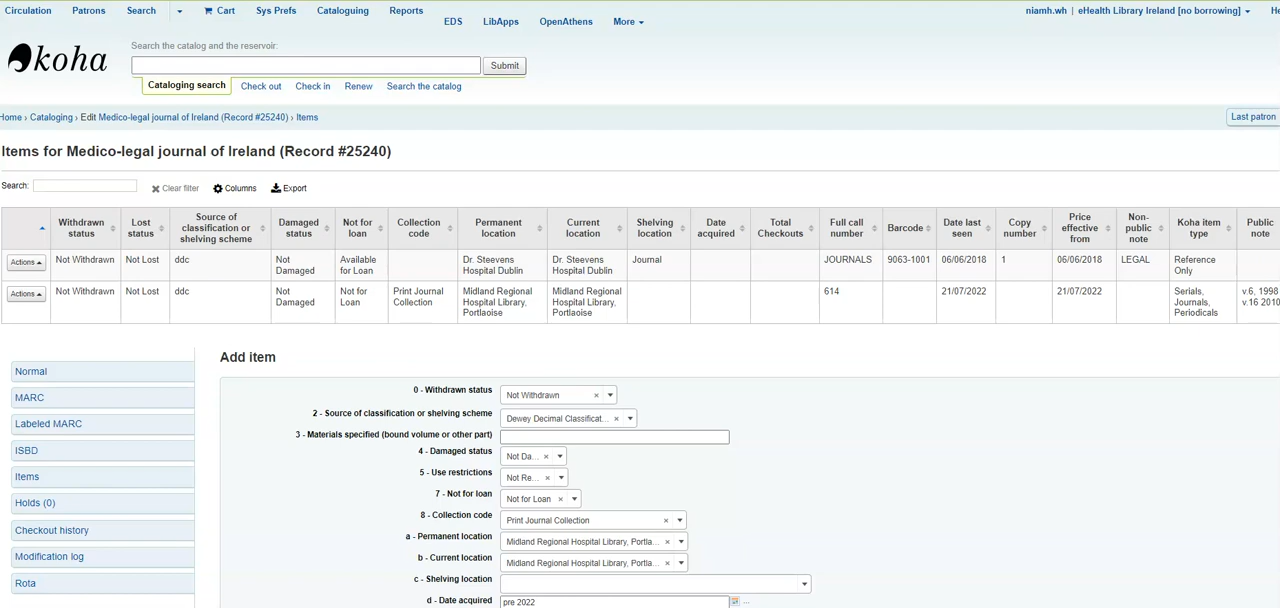 Circulation Patrons Search Cart Sys Prefs Cataloguing Reports
niamh.wh | eHealth Library Ireland [no borrowing]
EDS LibApps OpenAthens More
koha
Search the catalog and the reservoir:
Submit
Cataloging search Check out Check in Renew Search the catalog
Home › Cataloging › Edit Medico-legal journal of Ireland (Record #25240) › Items
Last patron
Items for Medico-legal journal of Ireland (Record #25240)
Search: Clear filter Columns Export
Withdrawn status Lost status Source of classification or shelving scheme Damaged status Not for loan Collection code Permanent location Current location Shelving location Date acquired Total Checkouts Full call number Barcode Date last seen Copy number Price effective from Non-public note Koha item type Public note
Actions Not Withdrawn Not Lost ddc Not Damaged Available for Loan Dr. Steevens Hospital Dublin Dr. Steevens Hospital Dublin Journal JOURNALS 9063-1001 06/06/2018 1 06/06/2018 LEGAL Reference Only
Actions Not Withdrawn Not Lost ddc Not Damaged Not for Loan Print Journal Collection Midland Regional Hospital Library, Portlaoise Midland Regional Hospital Library, Portlaoise 614 21/07/2022 21/07/2022 Serials, Journals, Periodicals v.6, 1998 v.16 2010
Normal
MARC
Labeled MARC
ISBD
Items
Holds (0)
Checkout history
Modification log
Rota
Add item
0 - Withdrawn status Not Withdrawn
2 - Source of classification or shelving scheme Dewey Decimal Classificat...
3 - Materials specified (bound volume or other part)
4 - Damaged status Not Da...
5 - Use restrictions Not Re...
7 - Not for loan Not for Loan
8 - Collection code Print Journal Collection
a - Permanent location Midland Regional Hospital Library, Portla...
b - Current location Midland Regional Hospital Library, Portla...
c - Shelving location
d - Date acquired pre 2022 ...